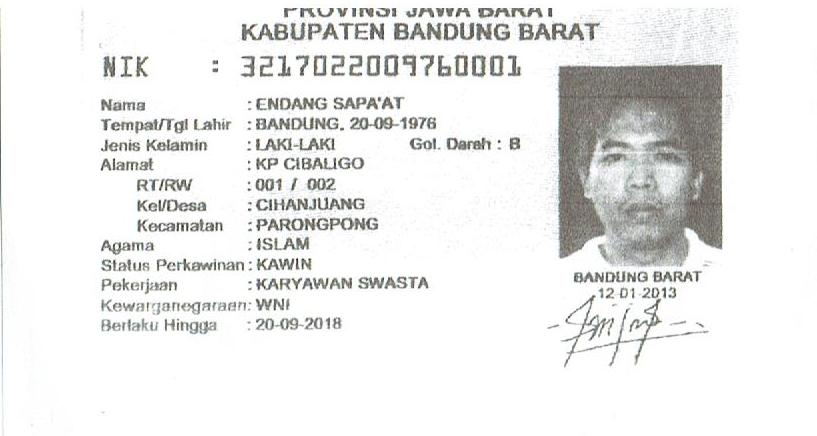 PROVINSI JAWA BARAT
KABUPATEN BANDUNG BARAT
NIK : 3217022009760001
Nama : ENDANG SAPA'AT
Tempat/Tgl Lahir : BANDUNG, 20-09-1976
Jenis Kelamin : LAKI-LAKI Gol. Darah : B
Alamat : KP CIBALIGO
RT/RW : 001 / 002
Kel/Desa : CIHANJUANG
Kecamatan : PARONGPONG
Agama : ISLAM
Status Perkawinan : KAWIN
Pekerjaan : KARYAWAN SWASTA
Kewarganegaraan: WNI
Berlaku Hingga : 20-09-2018
BANDUNG BARAT
12-01-2013